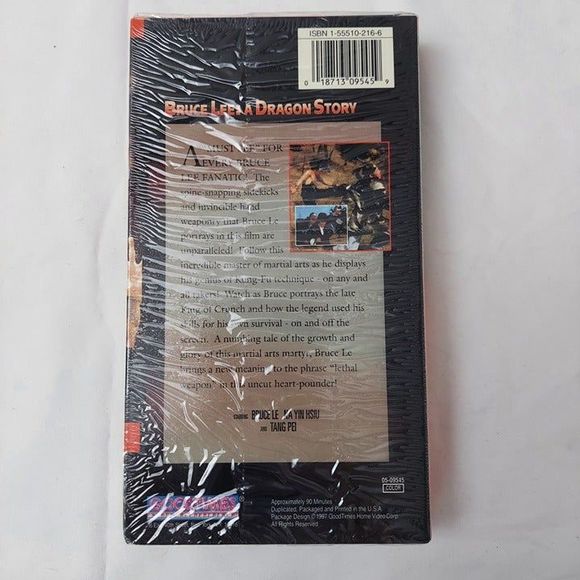 ISBN 1-55510-216-6
0 18713 09545 9
BRUCE LEE: A DRAGON STORY
A "MUST SEE" FOR
EVERY BRUCE
LEE FANATIC! The
spine-snapping sidekicks
and invincible hand
weaponry that Bruce Le
portrays in this film are
unparalleled! Follow this
incredible master of martial arts as he displays
his genius of Kung-Fu technique - on any and
all takers! Watch as Bruce portrays the late
King of Crunch and how the legend used his
skills for his own survival - on and off the
screen. A numbing tale of the growth and
glory of this martial arts martyr, Bruce Le
brings a new meaning to the phrase "lethal
weapon" in this uncut heart-pounder!
STARRING BRUCE LE MA YIN HSIU
AND TANG PEI
GOODTIMES
05-09545
COLOR
Approximately 90 Minutes
Duplicated, Packaged and Printed in the U.S.A.
Package Design © 1997 GoodTimes Home Video Corp.
All Rights Reserved